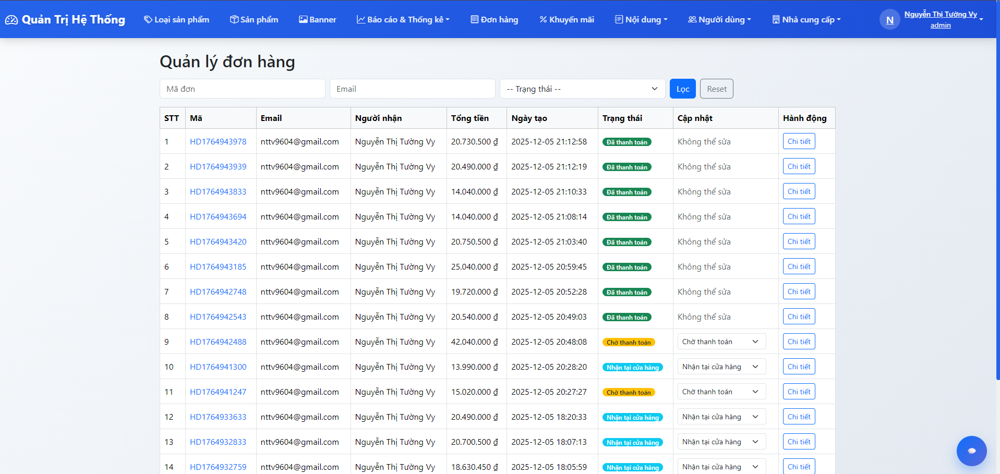 Quản Trị Hệ Thống Loại sản phẩm Sản phẩm Banner Báo cáo & Thống kê Đơn hàng Khuyến mãi Nội dung Người dùng Nhà cung cấp N Nguyễn Thị Tường Vy
admin
Quản lý đơn hàng
Mã đơn Email -- Trạng thái -- Lọc Reset
STT Mã Email Người nhận Tổng tiền Ngày tạo Trạng thái Cập nhật Hành động
1 HD1764943978 nttv9604@gmail.com Nguyễn Thị Tường Vy 20.730.500 ₫ 2025-12-05 21:12:58 Đã thanh toán Không thể sửa Chi tiết
2 HD1764943939 nttv9604@gmail.com Nguyễn Thị Tường Vy 20.490.000 ₫ 2025-12-05 21:12:19 Đã thanh toán Không thể sửa Chi tiết
3 HD1764943833 nttv9604@gmail.com Nguyễn Thị Tường Vy 14.040.000 ₫ 2025-12-05 21:10:33 Đã thanh toán Không thể sửa Chi tiết
4 HD1764943694 nttv9604@gmail.com Nguyễn Thị Tường Vy 14.040.000 ₫ 2025-12-05 21:08:14 Đã thanh toán Không thể sửa Chi tiết
5 HD1764943420 nttv9604@gmail.com Nguyễn Thị Tường Vy 20.750.500 ₫ 2025-12-05 21:03:40 Đã thanh toán Không thể sửa Chi tiết
6 HD1764943185 nttv9604@gmail.com Nguyễn Thị Tường Vy 25.040.000 ₫ 2025-12-05 20:59:45 Đã thanh toán Không thể sửa Chi tiết
7 HD1764942748 nttv9604@gmail.com Nguyễn Thị Tường Vy 19.720.000 ₫ 2025-12-05 20:52:28 Đã thanh toán Không thể sửa Chi tiết
8 HD1764942543 nttv9604@gmail.com Nguyễn Thị Tường Vy 20.540.000 ₫ 2025-12-05 20:49:03 Đã thanh toán Không thể sửa Chi tiết
9 HD1764942488 nttv9604@gmail.com Nguyễn Thị Tường Vy 42.040.000 ₫ 2025-12-05 20:48:08 Chờ thanh toán Chờ thanh toán Chi tiết
10 HD1764941300 nttv9604@gmail.com Nguyễn Thị Tường Vy 13.990.000 ₫ 2025-12-05 20:28:20 Nhận tại cửa hàng Nhận tại cửa hàng Chi tiết
11 HD1764941247 nttv9604@gmail.com Nguyễn Thị Tường Vy 15.020.000 ₫ 2025-12-05 20:27:27 Chờ thanh toán Chờ thanh toán Chi tiết
12 HD1764933633 nttv9604@gmail.com Nguyễn Thị Tường Vy 20.490.000 ₫ 2025-12-05 18:20:33 Nhận tại cửa hàng Nhận tại cửa hàng Chi tiết
13 HD1764932833 nttv9604@gmail.com Nguyễn Thị Tường Vy 20.700.500 ₫ 2025-12-05 18:07:13 Nhận tại cửa hàng Nhận tại cửa hàng Chi tiết
14 HD1764932759 nttv9604@gmail.com Nguyễn Thị Tường Vy 18.630.450 ₫ 2025-12-05 18:05:59 Nhận tại cửa hàng Nhận tại cửa hàng Chi tiết